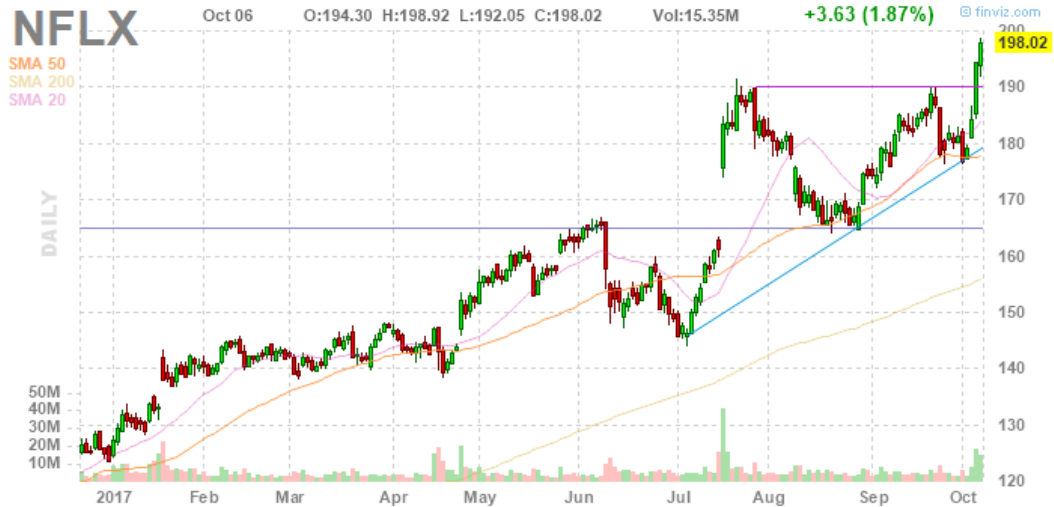 NFLX
Oct 06 O:194.30 H:198.92 L:192.05 C:198.02 Vol:15.35M +3.63 (1.87%) © finviz.com
SMA 50
SMA 200
SMA 20
DAILY
200
198.02
190
180
170
160
150
140
130
120
50M
40M
30M
20M
10M
2017 Feb Mar Apr May Jun Jul Aug Sep Oct